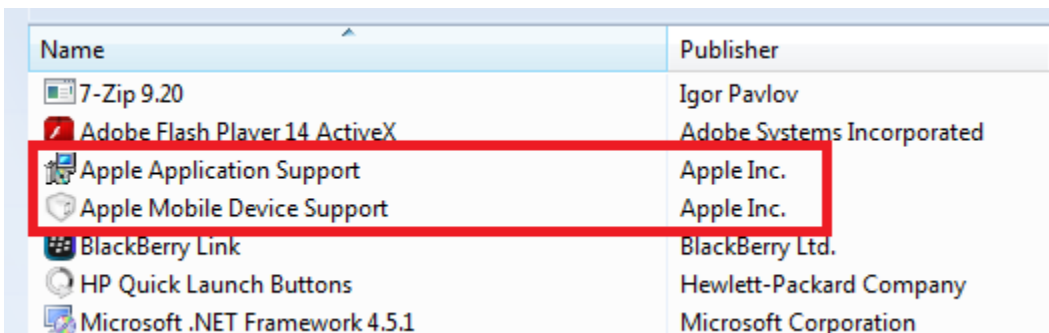 Name Publisher
7-Zip 9.20 Igor Pavlov
Adobe Flash Player 14 ActiveX Adobe Systems Incorporated
Apple Application Support Apple Inc.
Apple Mobile Device Support Apple Inc.
BlackBerry Link BlackBerry Ltd.
HP Quick Launch Buttons Hewlett-Packard Company
Microsoft .NET Framework 4.5.1 Microsoft Corporation